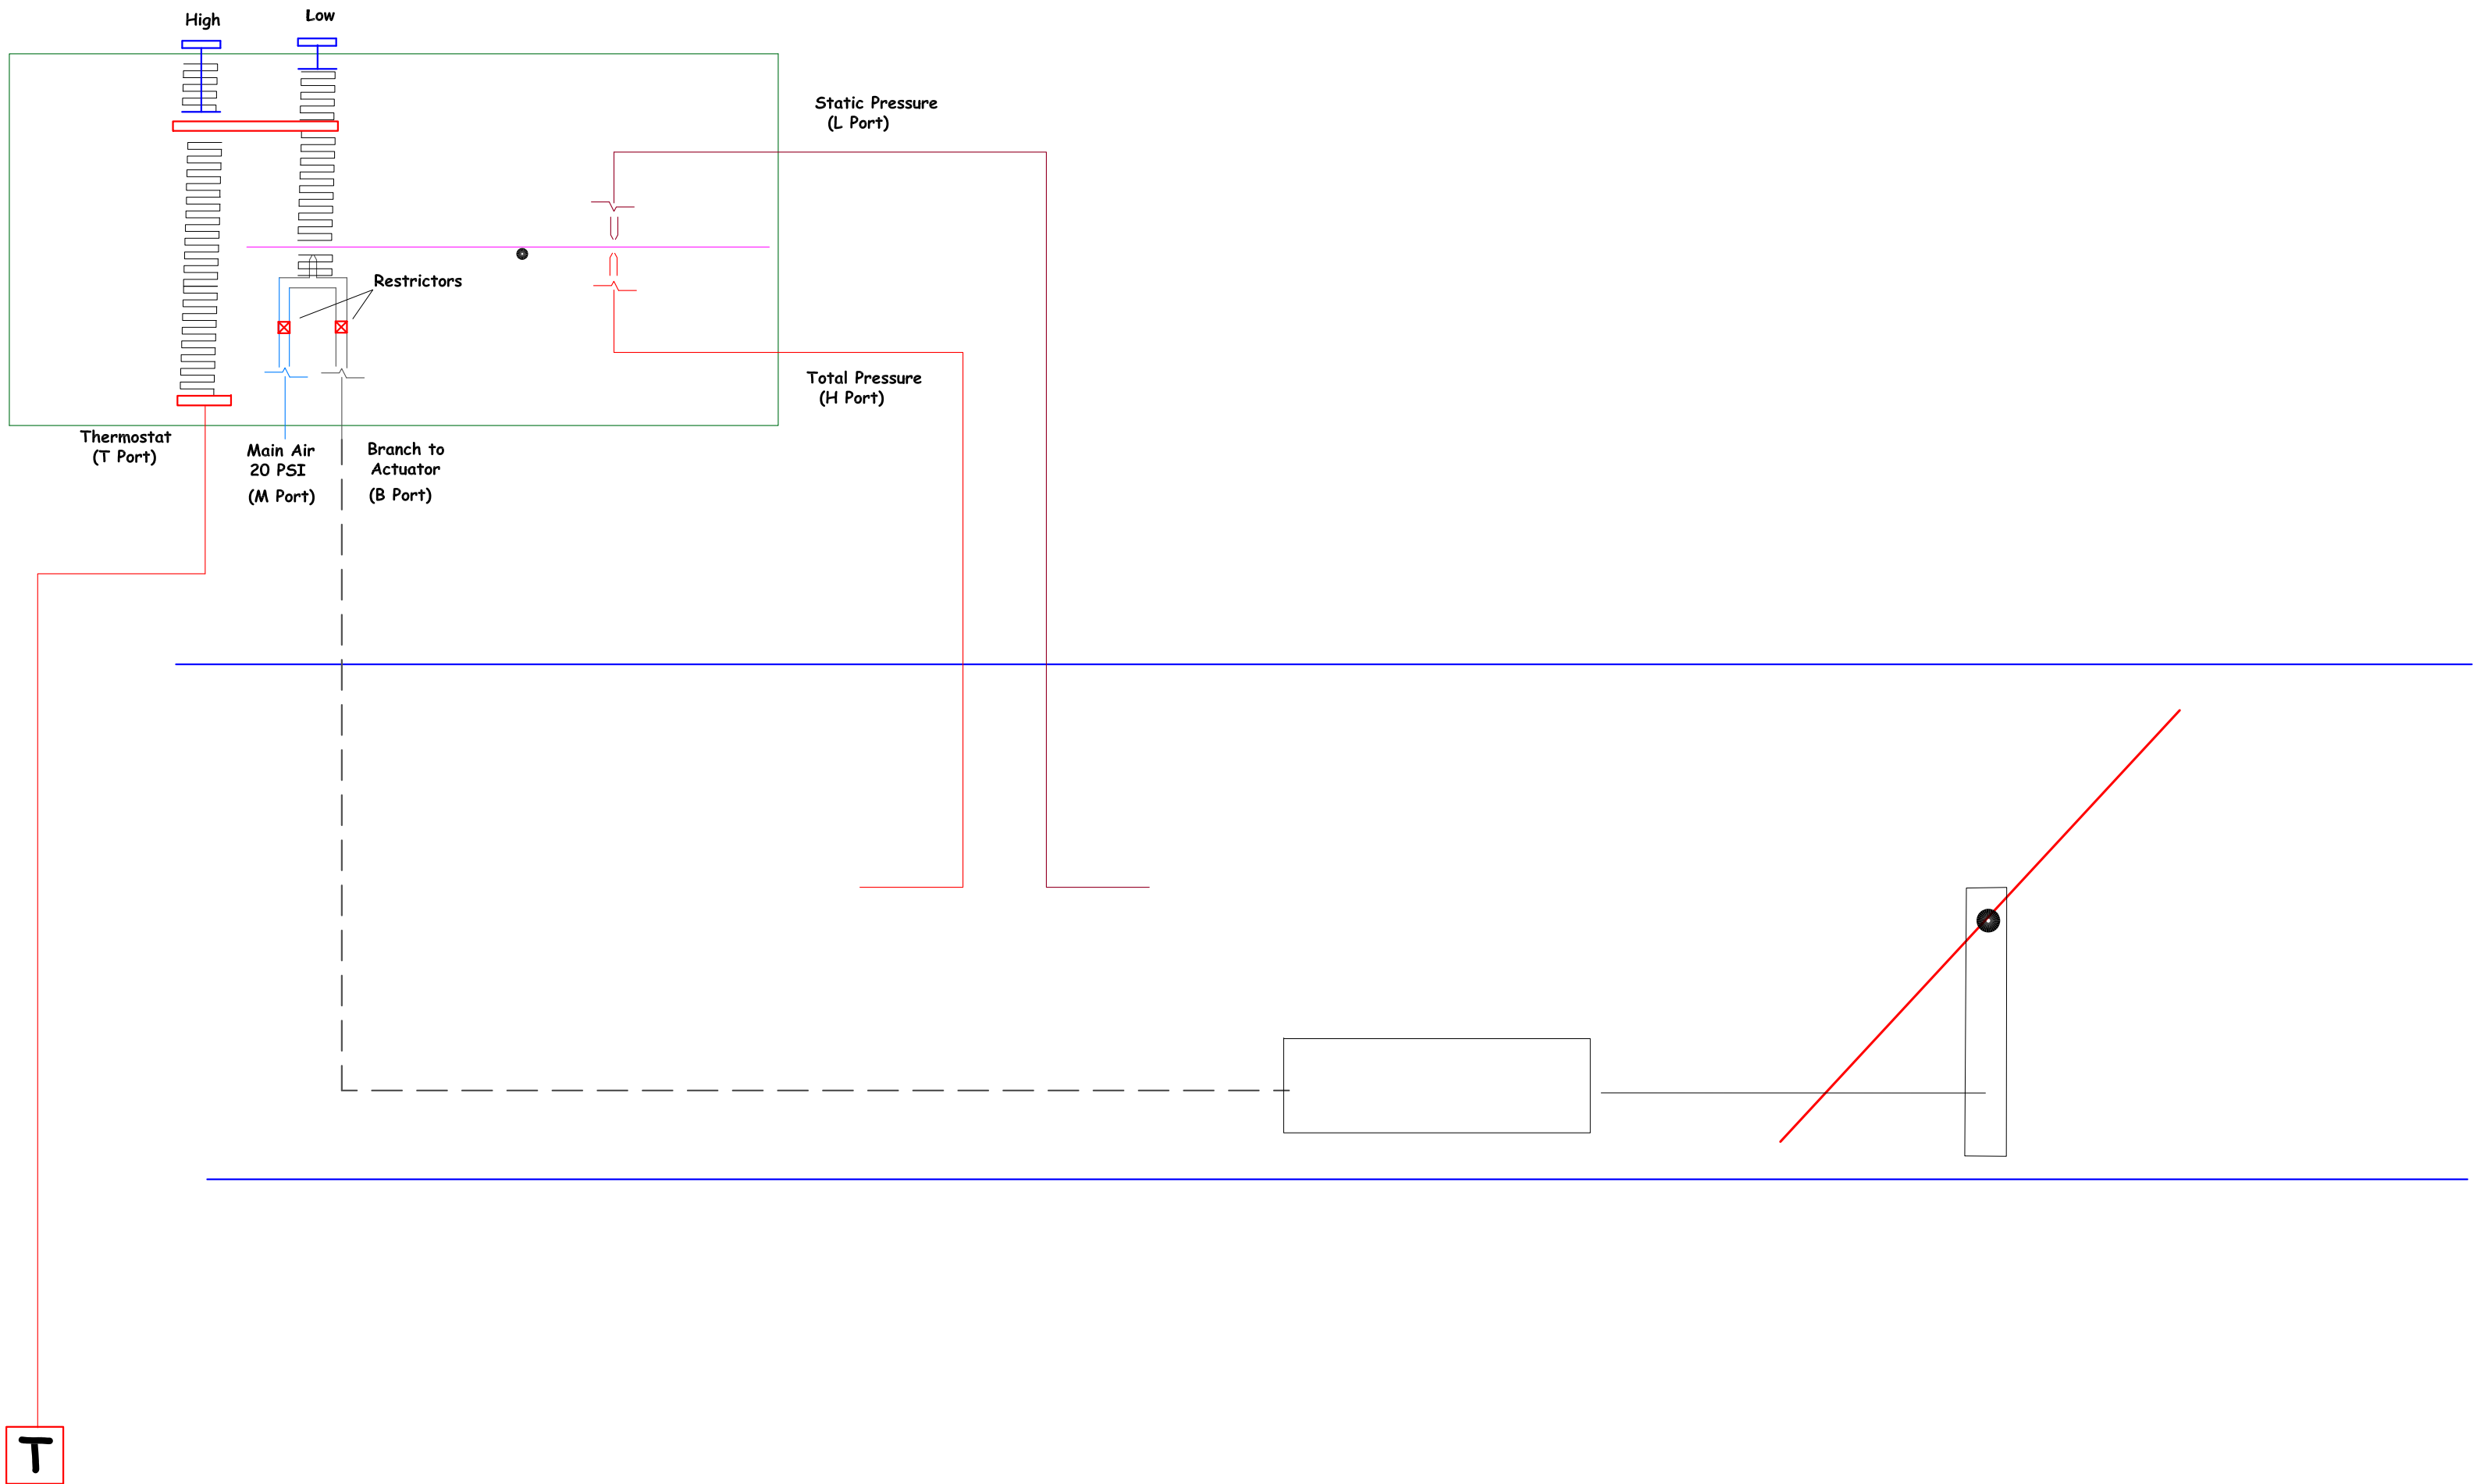 High
Low
Static Pressure
(L Port)
Restrictors
Total Pressure
(H Port)
Thermostat
(T Port)
Main Air
20 PSI
(M Port)
Branch to
Actuator
(B Port)
T